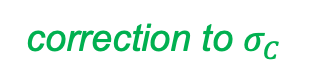 correction to σ_C